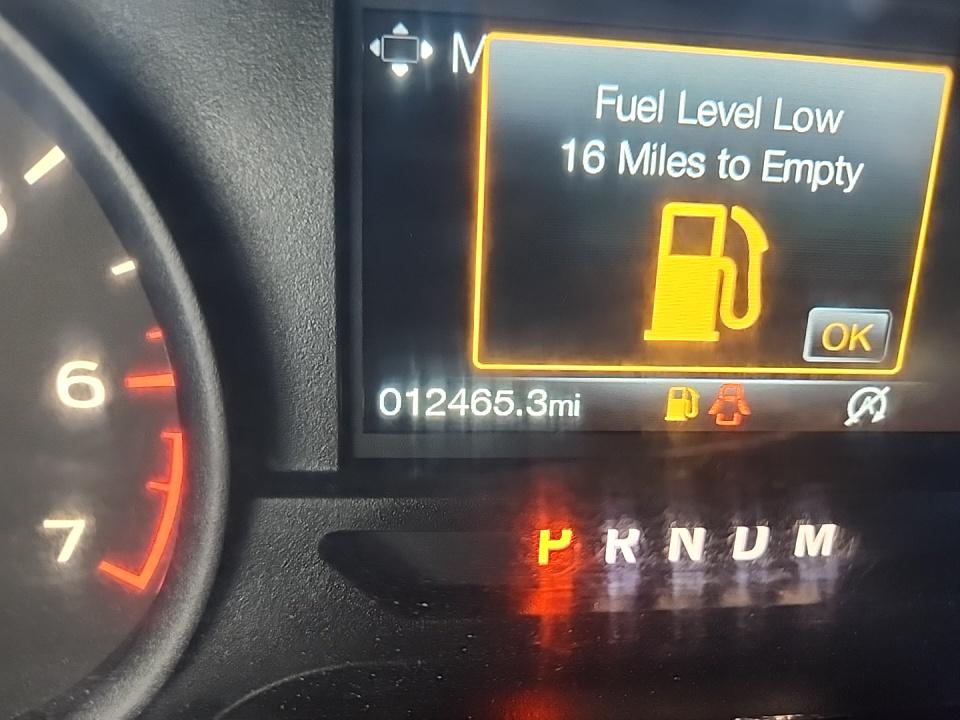 M
Fuel Level Low
16 Miles to Empty
OK
012465.3mi
6
7
P R N D M